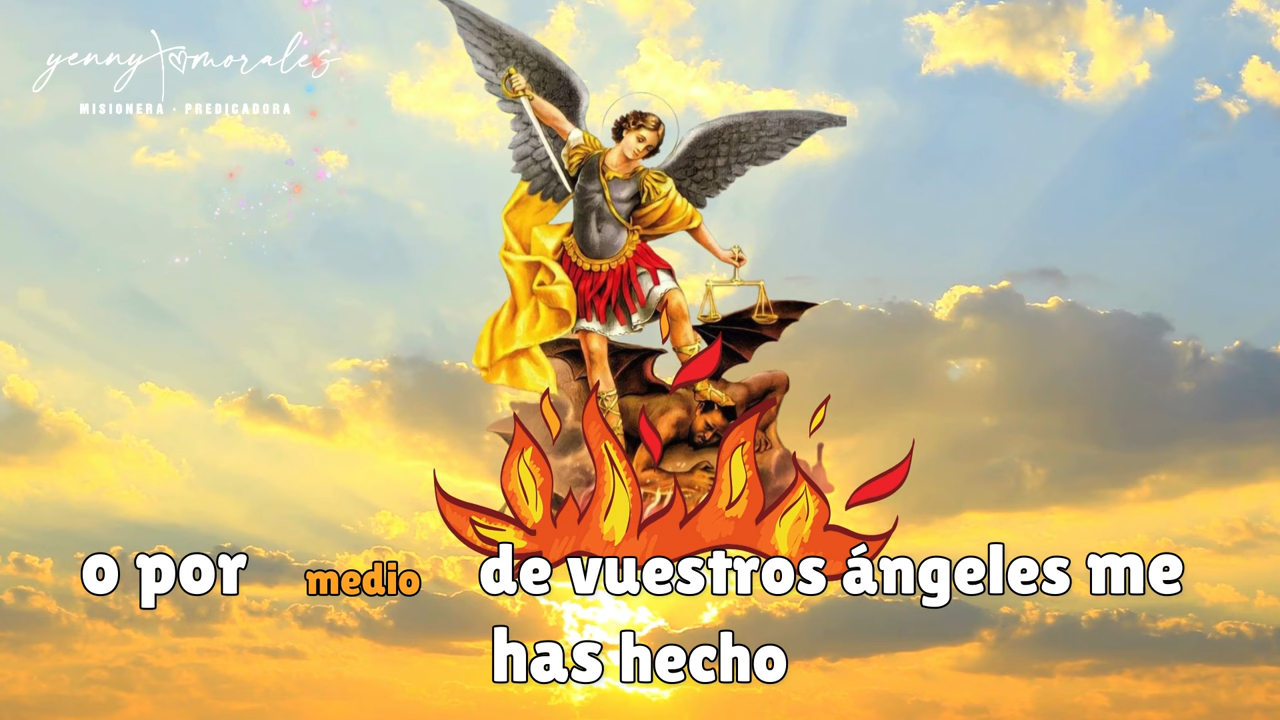 yenny morales
MISIONERA • PREDICADORA
o por medio de vuestros ángeles me
has hecho